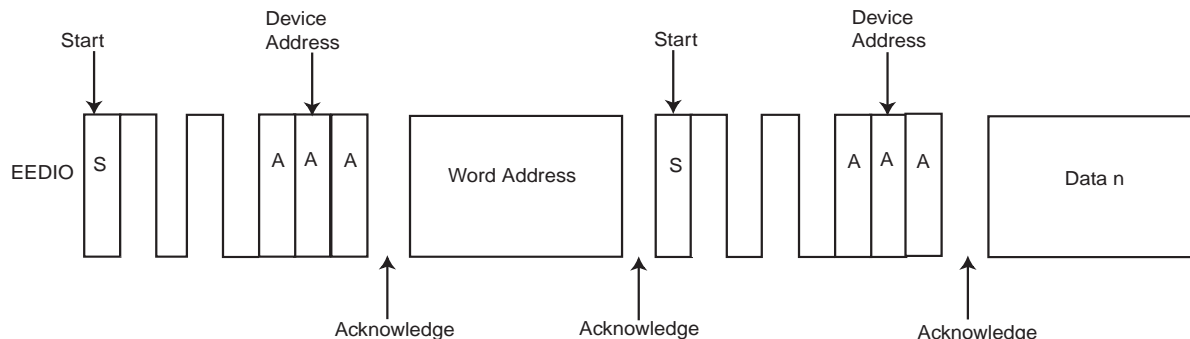 Start
Device
Address
Start
Device
Address
EEDIO
S
A
A
A
Word Address
S
A
A
A
Data n
Acknowledge
Acknowledge
Acknowledge